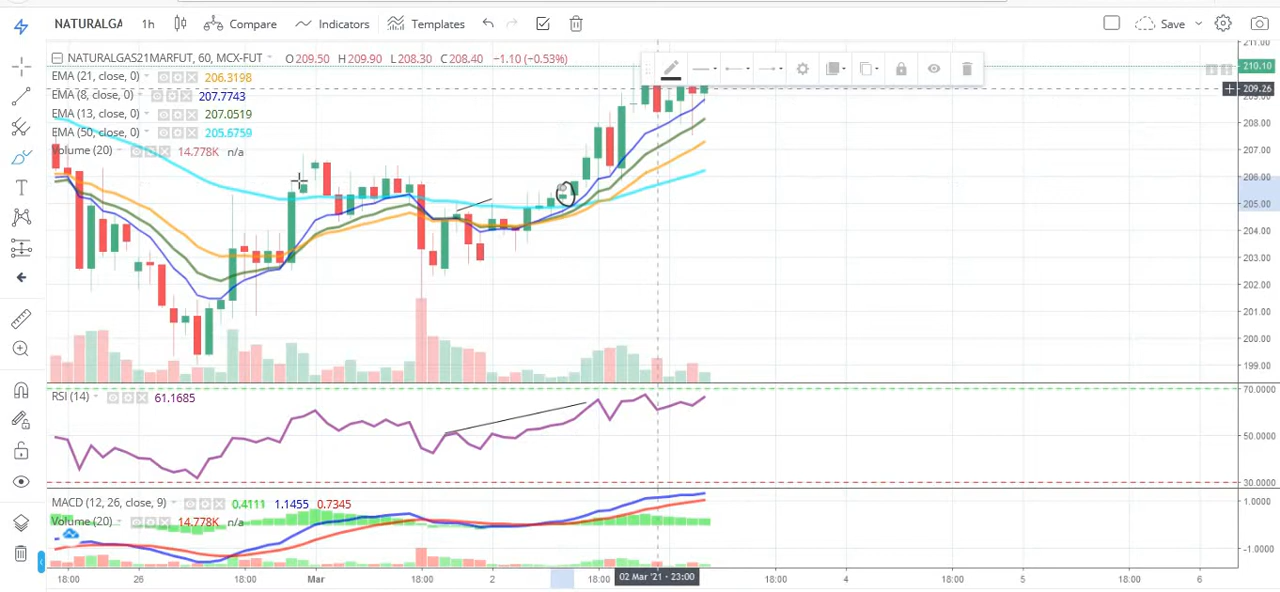 NATURALGA 1h Compare Indicators Templates Save
NATURALGAS21MARFUT, 60, MCX-FUT O209.50 H209.90 L208.30 C208.40 −1.10 (−0.53%)
EMA (21, close, 0) 206.3198
EMA (8, close, 0) 207.7743
EMA (13, close, 0) 207.0519
EMA (50, close, 0) 205.6759
Volume (20) 14.778K n/a
211.00
210.10
209.26
208.00
207.00
206.00
205.00
204.00
203.00
202.00
201.00
200.00
199.00
RSI (14) 61.1685
70.0000
50.0000
30.0000
MACD (12, 26, close, 9) 0.4111 1.1455 0.7345
Volume (20) 14.778K n/a
1.0000
-1.0000
18:00 26 18:00 Mar 18:00 2 18:00 02 Mar '21 - 23:00 18:00 4 18:00 5 18:00 6